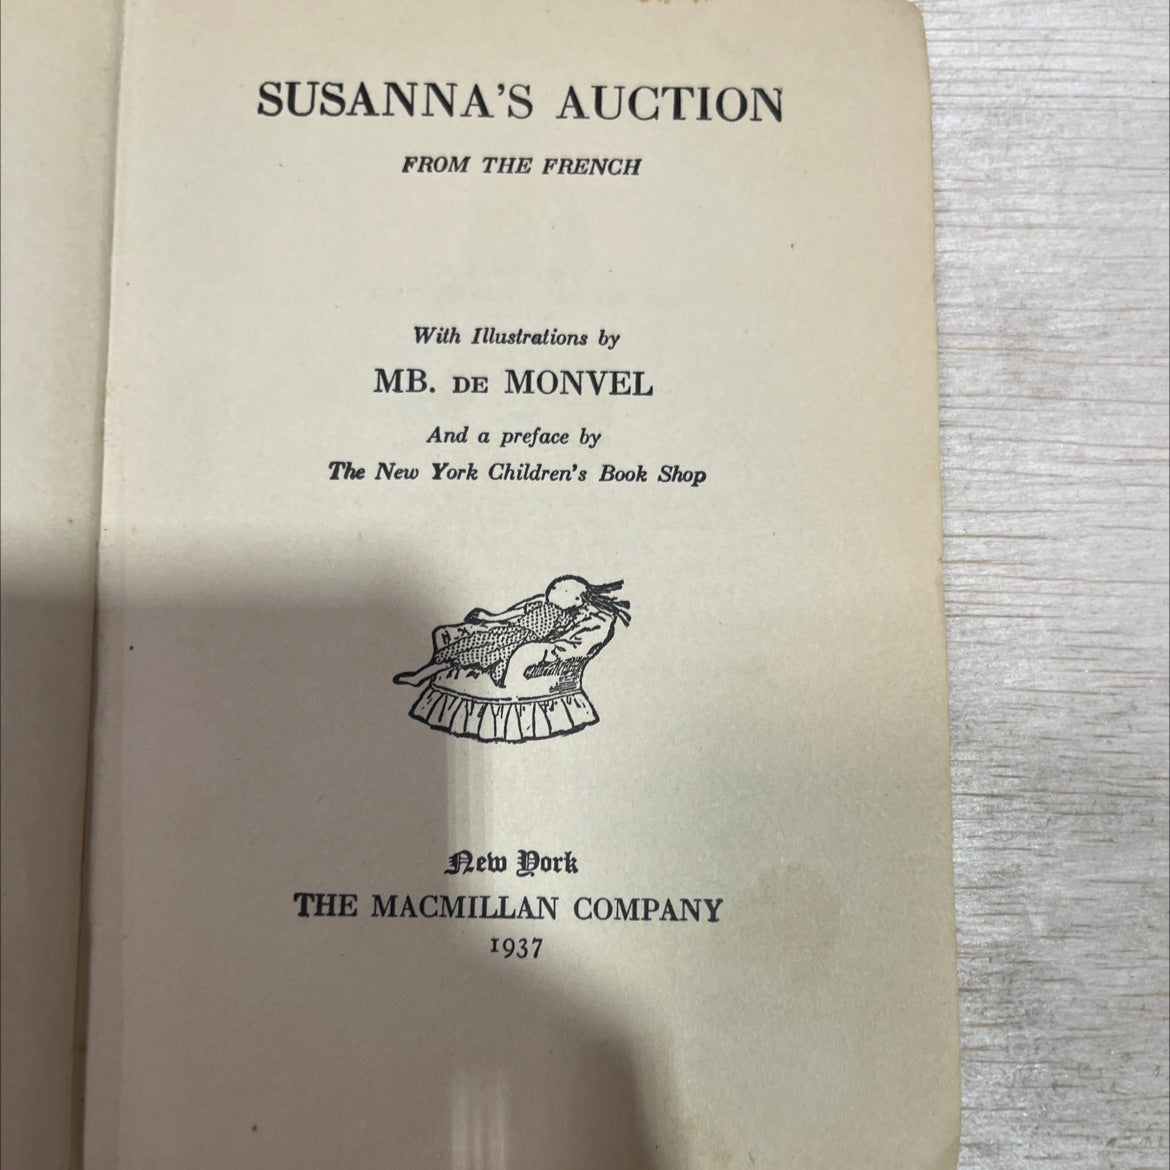 SUSANNA'S AUCTION
FROM THE FRENCH
With Illustrations by
MB. DE MONVEL
And a preface by
The New York Children's Book Shop
New York
THE MACMILLAN COMPANY
1937